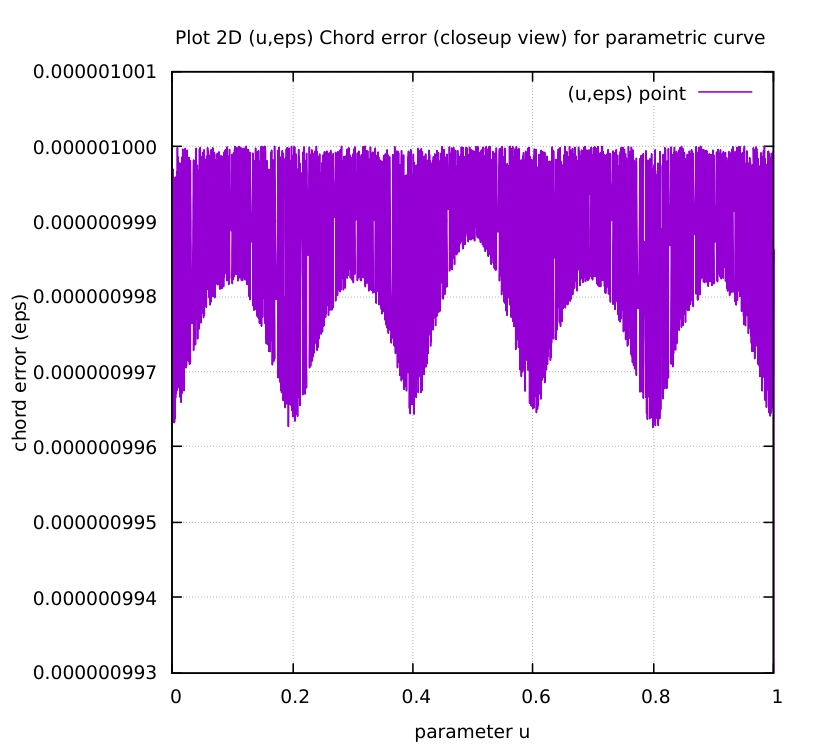 Plot 2D (u,eps) Chord error (closeup view) for parametric curve
(u,eps) point
chord error (eps)
0.000001001
0.000001000
0.000000999
0.000000998
0.000000997
0.000000996
0.000000995
0.000000994
0.000000993
0 0.2 0.4 0.6 0.8 1
parameter u